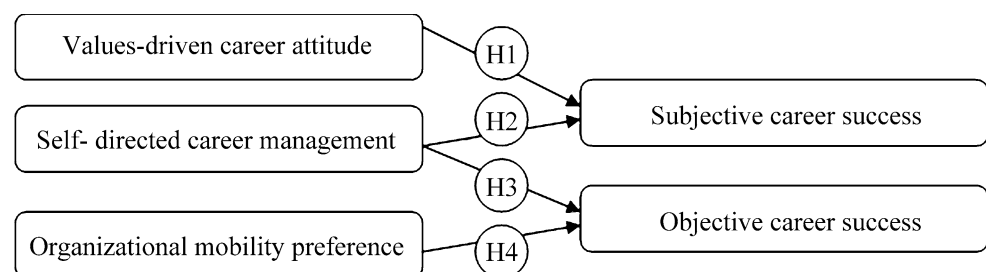 Values-driven career attitude
H1
Subjective career success
H2
Self- directed career management
H3
Objective career success
Organizational mobility preference
H4